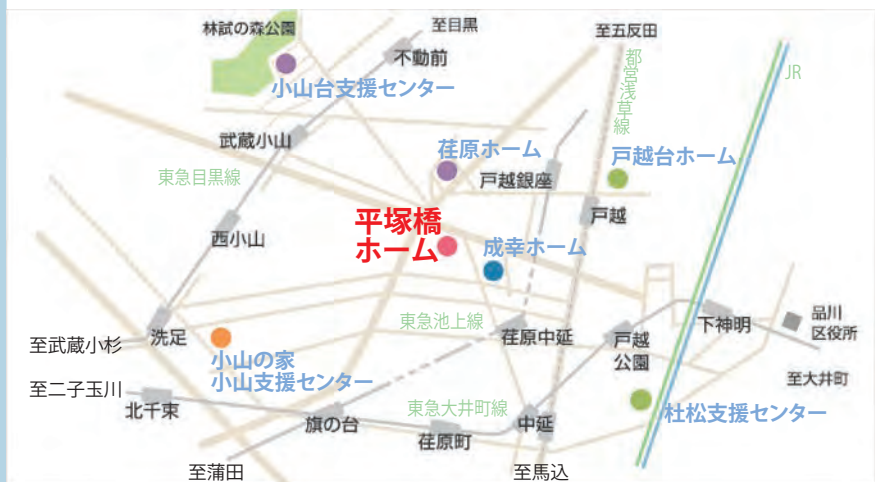 林試の森公園
至目黒
至五反田
不動前
都営浅草線
JR
小山台支援センター
武蔵小山
荏原ホーム
戸越台ホーム
東急目黒線
戸越銀座
平塚橋
ホーム
戸越
西小山
成幸ホーム
品川
区役所
東急池上線
下神明
洗足
荏原中延
戸越
公園
至武蔵小杉
小山の家
小山支援センター
至大井町
至二子玉川
北千束
東急大井町線
杜松支援センター
旗の台
中延
荏原町
至蒲田
至馬込